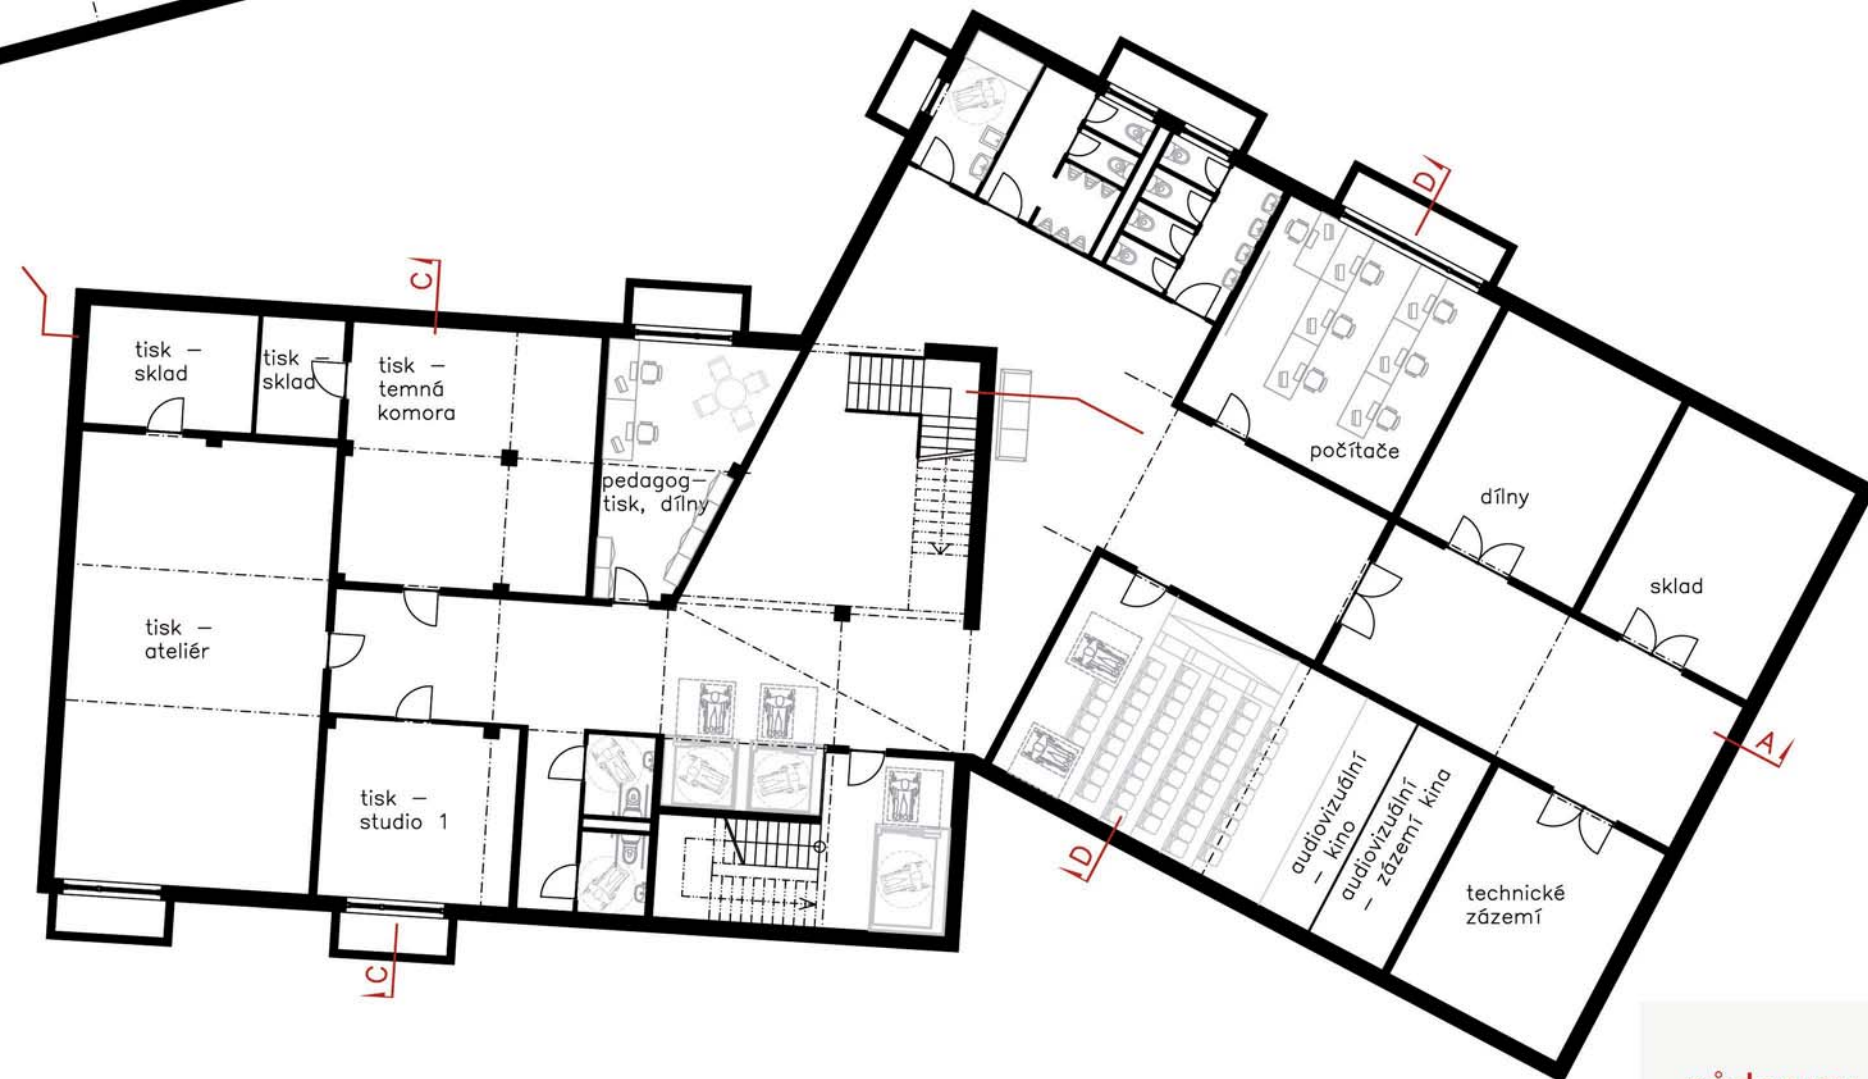 D
C
tisk –
sklad
tisk –
sklad
tisk –
temná
komora
pedagog–
tisk, dílny
počítače
dílny
sklad
tisk –
ateliér
tisk –
studio 1
audiovizuální
– kino
audiovizuální
– zázemí kina
technické
zázemí
A
D
C